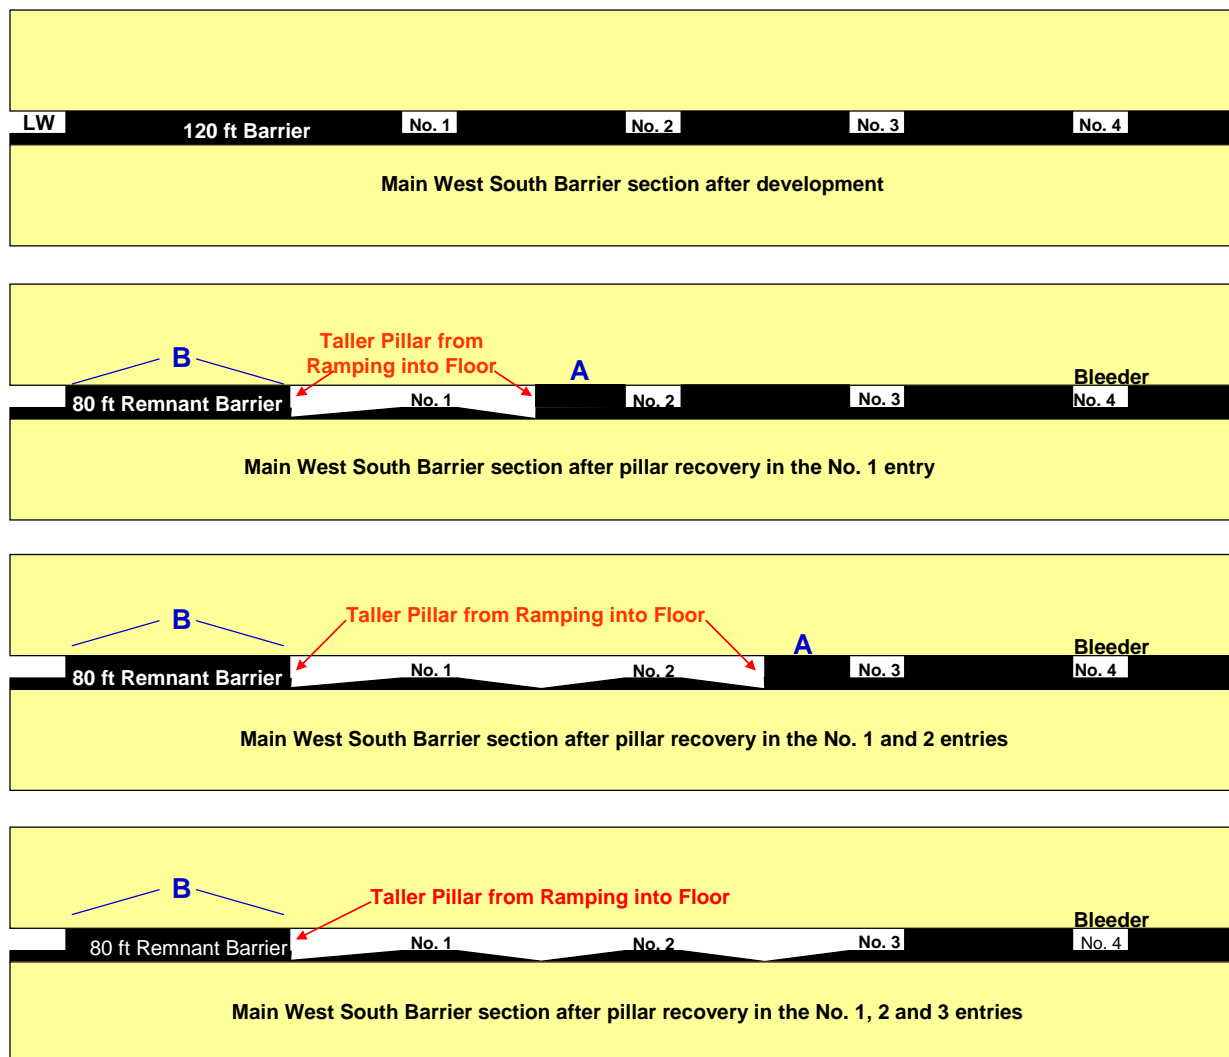 LW
120 ft Barrier
No. 1
No. 2
No. 3
No. 4
Main West South Barrier section after development
B
Taller Pillar from
Ramping into Floor
A
Bleeder
80 ft Remnant Barrier
No. 1
No. 2
No. 3
No. 4
Main West South Barrier section after pillar recovery in the No. 1 entry
B
Taller Pillar from Ramping into Floor
A
Bleeder
80 ft Remnant Barrier
No. 1
No. 2
No. 3
No. 4
Main West South Barrier section after pillar recovery in the No. 1 and 2 entries
B
Taller Pillar from Ramping into Floor
Bleeder
80 ft Remnant Barrier
No. 1
No. 2
No. 3
No. 4
Main West South Barrier section after pillar recovery in the No. 1, 2 and 3 entries